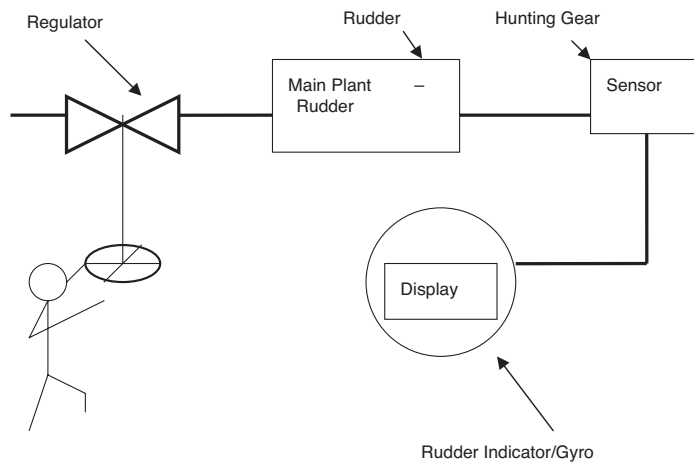 Regulator
Rudder
Hunting Gear
Main Plant –
Rudder
Sensor
Display
Rudder Indicator/Gyro